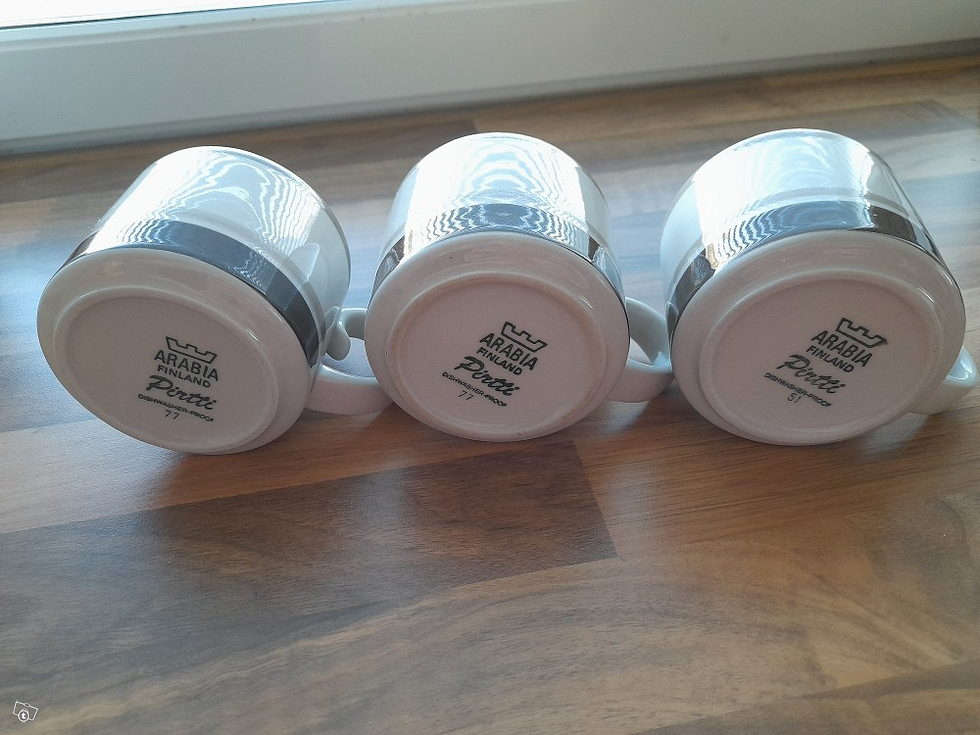 ARABIA
FINLAND
Pirtti
DISHWASHER-PROOF
77
ARABIA
FINLAND
Pirtti
DISHWASHER-PROOF
77
ARABIA
FINLAND
Pirtti
DISHWASHER-PROOF
51
t